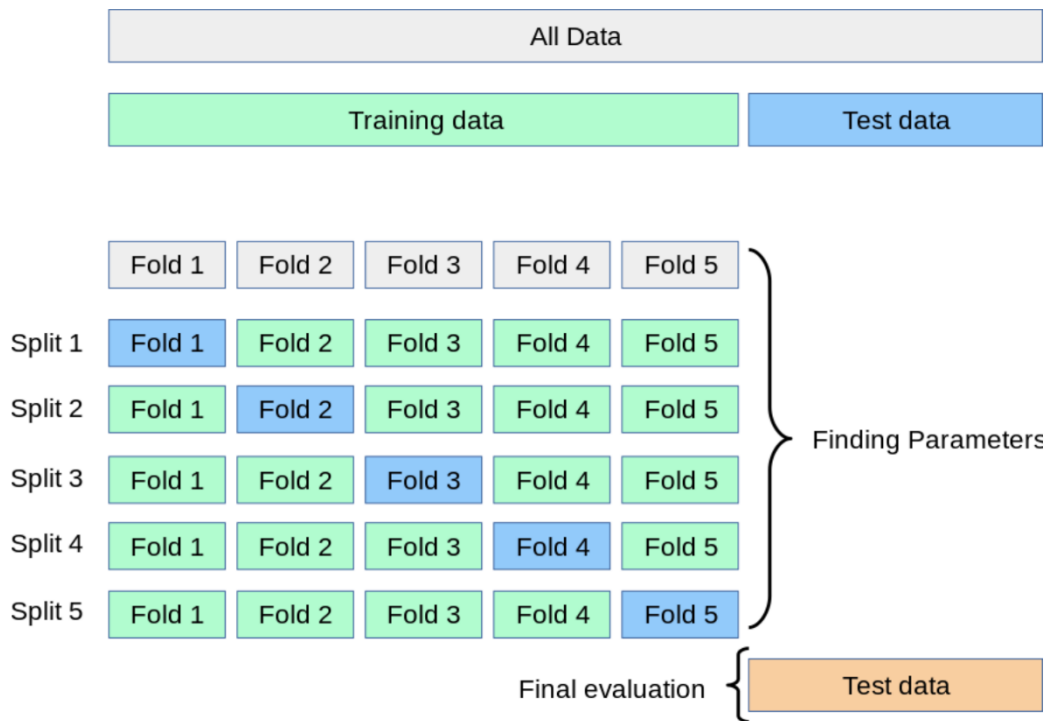 All Data
Training data Test data
Fold 1 Fold 2 Fold 3 Fold 4 Fold 5
Split 1 Fold 1 Fold 2 Fold 3 Fold 4 Fold 5
Split 2 Fold 1 Fold 2 Fold 3 Fold 4 Fold 5
Finding Parameters
Split 3 Fold 1 Fold 2 Fold 3 Fold 4 Fold 5
Split 4 Fold 1 Fold 2 Fold 3 Fold 4 Fold 5
Split 5 Fold 1 Fold 2 Fold 3 Fold 4 Fold 5
Final evaluation Test data